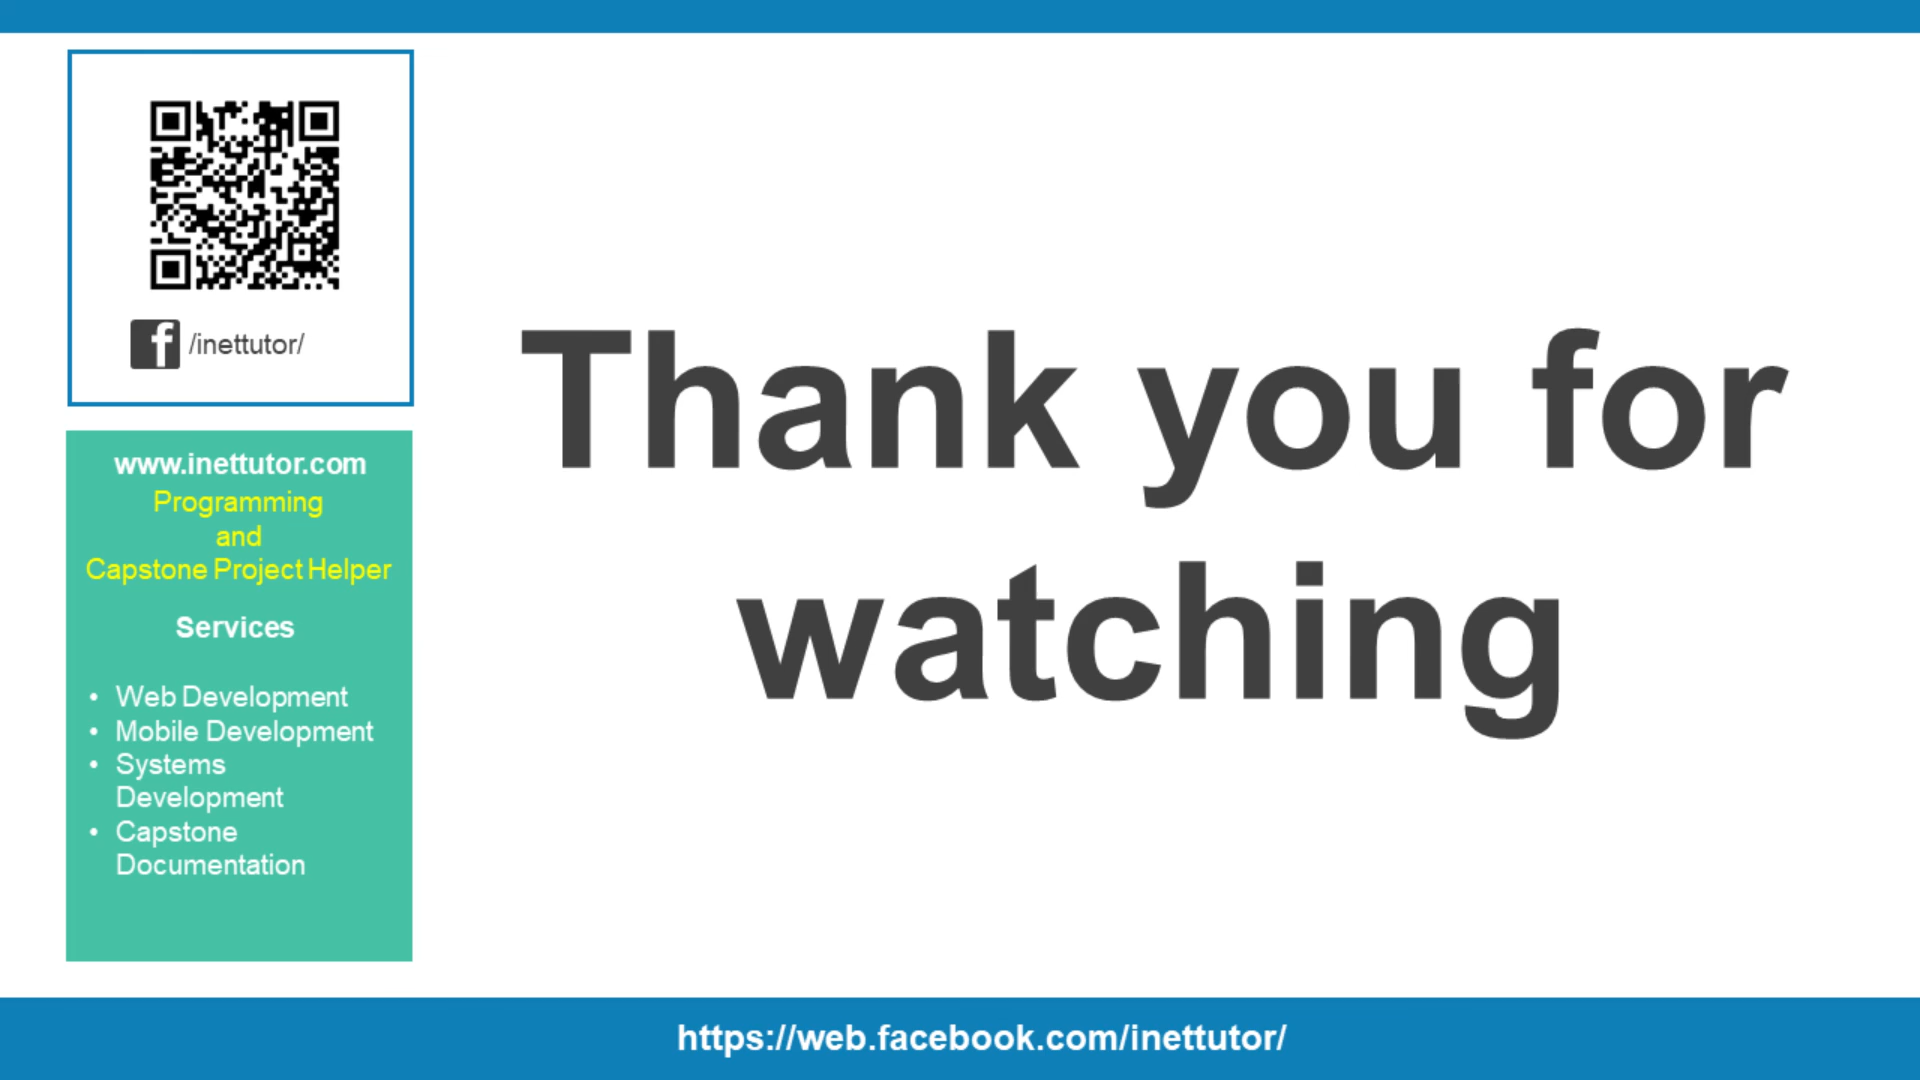 /inettutor/
www.inettutor.com
Programming
and
Capstone Project Helper
Services
• Web Development
• Mobile Development
• Systems
Development
• Capstone
Documentation
Thank you for
watching
https://web.facebook.com/inettutor/